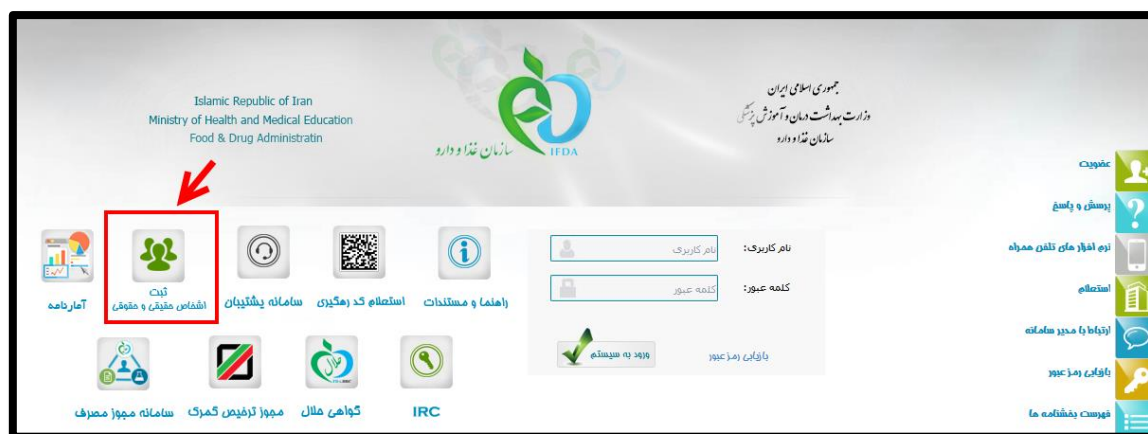 Islamic Republic of Iran
Ministry of Health and Medical Education
Food & Drug Administratin
سازمان غذا و دارو
IFDA
جمهوری اسلامی ایران
وزارت بهداشت درمان و آموزش پزشکی
سازمان غذا و دارو
عضویت
پرسش و پاسخ
نرم افزار های تلفن همراه
استعلام
ارتباط با مدیر سامانه
بازیابی رمز عبور
فهرست بخشنامه ها
نام کاربری:
نام کاربری
کلمه عبور:
کلمه عبور
بازیابی رمز عبور
ورود به سیستم
راهنما و مستندات
استعلام کد رهگیری
سامانه پشتیبان
ثبت
اشخاص حقیقی و حقوقی
آمارنامه
IRC
گواهی حلال
مجوز ترخیص گمرک
سامانه مجوز مصرف